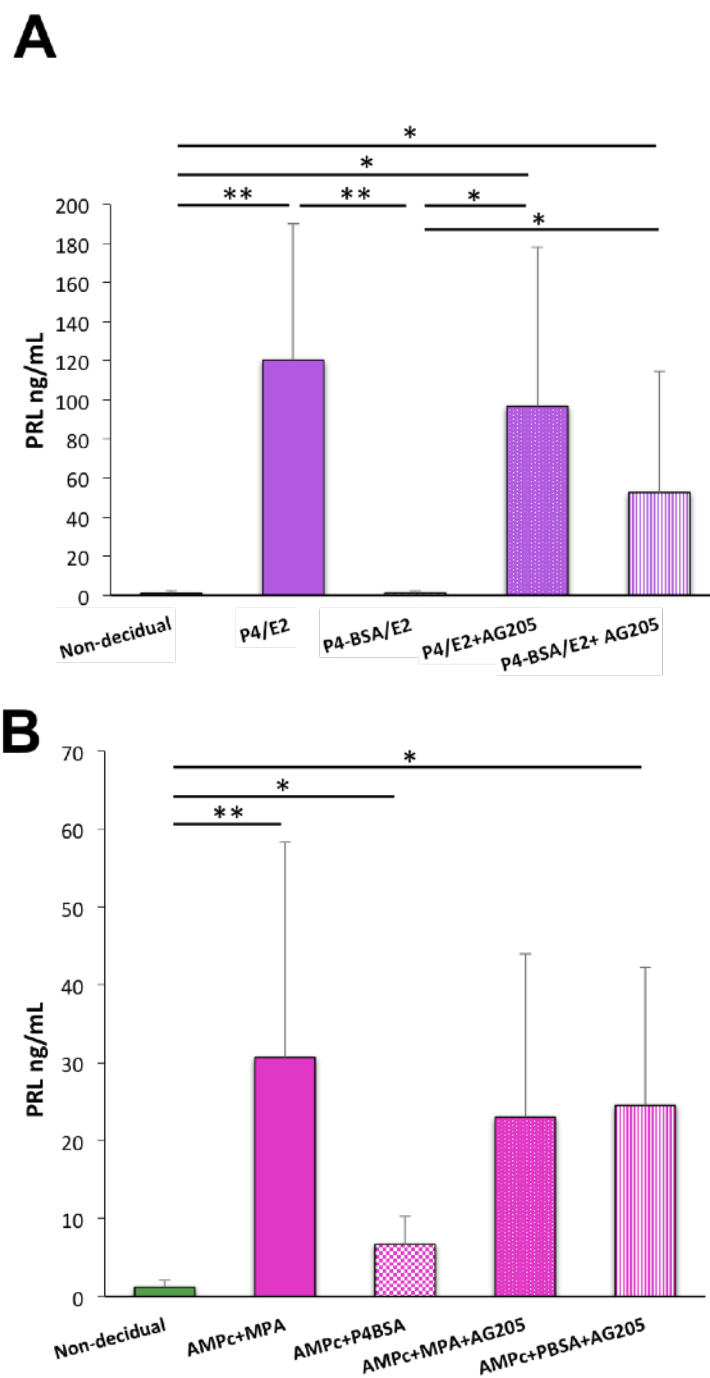 A
*
*
** ** *
*
200
180
160
140
120
100
80
60
40
20
0
PRL ng/mL
Non-decidual
P4/E2
P4-BSA/E2
P4/E2+AG205
P4-BSA/E2+ AG205
B
*
*
**
70
60
50
40
30
20
10
0
PRL ng/mL
Non-decidual
AMPc+MPA
AMPc+P4BSA
AMPc+MPA+AG205
AMPc+PBSA+AG205